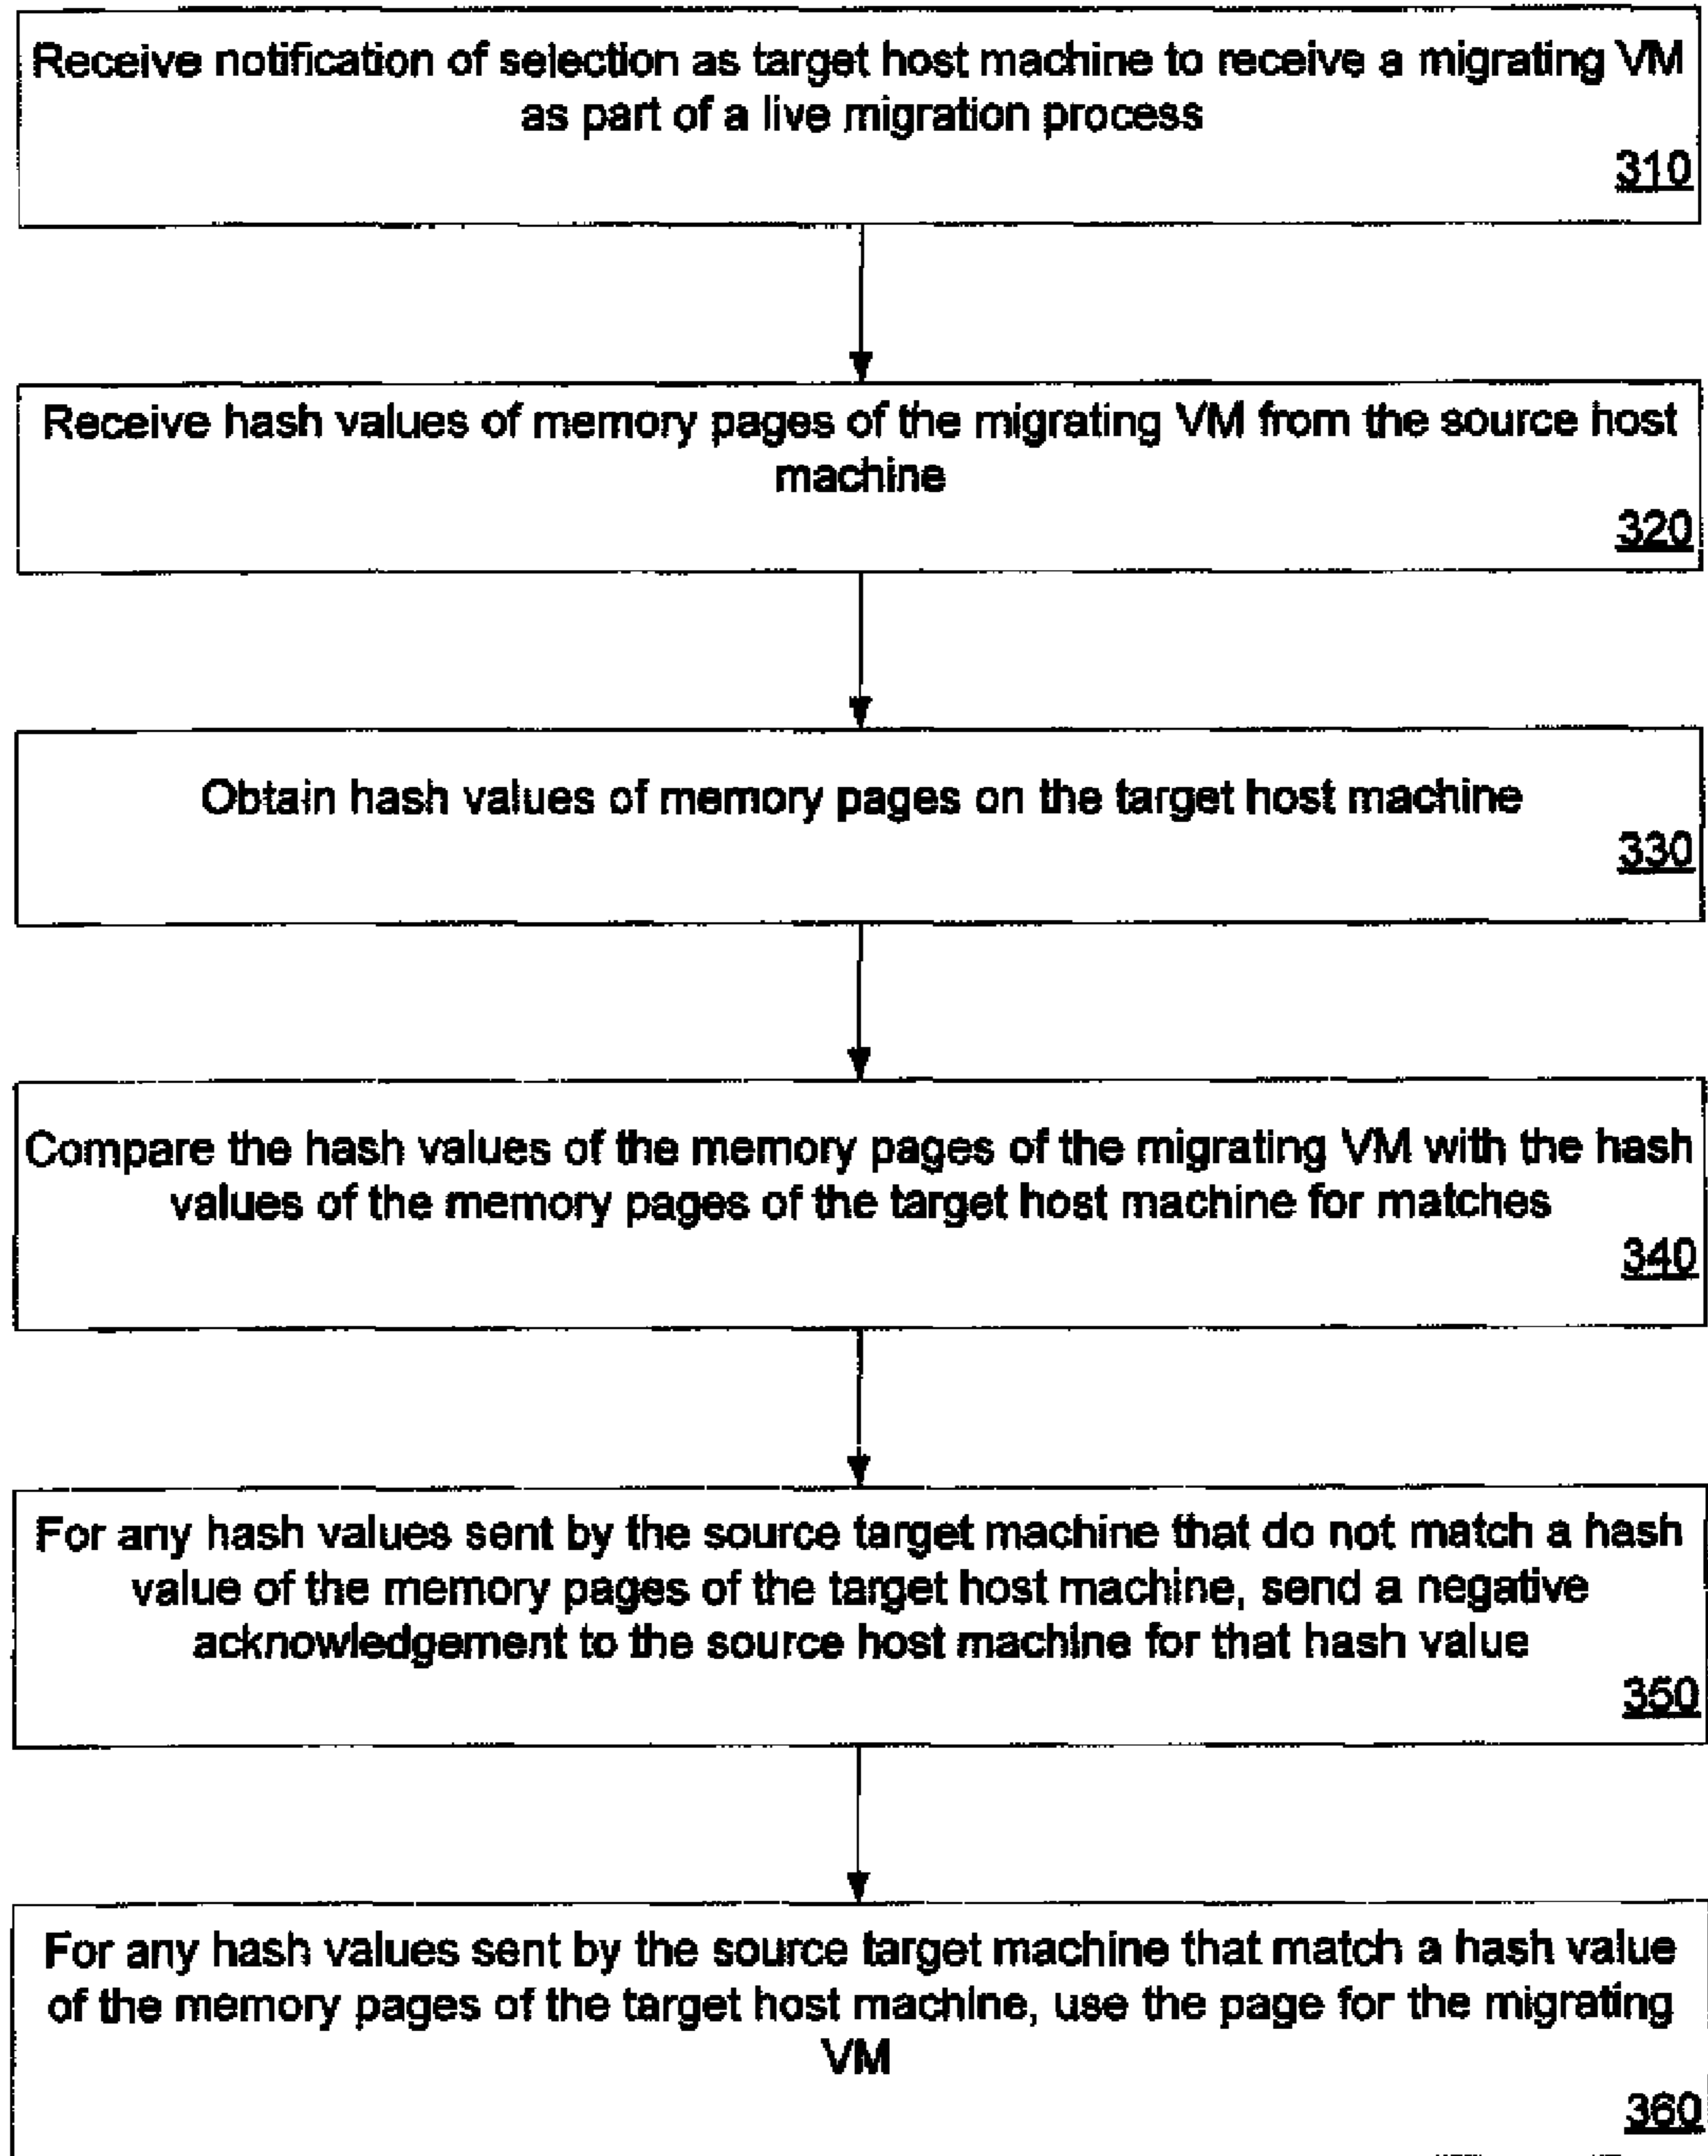 Receive notification of selection as target host machine to receive a migrating VM
as part of a live migration process
310
Receive hash values of memory pages of the migrating VM from the source host
machine
320
Obtain hash values of memory pages on the target host machine
330
Compare the hash values of the memory pages of the migrating VM with the hash
values of the memory pages of the target host machine for matches
340
For any hash values sent by the source target machine that do not match a hash
value of the memory pages of the target host machine, send a negative
acknowledgement to the source host machine for that hash value
350
For any hash values sent by the source target machine that match a hash value
of the memory pages of the target host machine, use the page for the migrating
VM
360